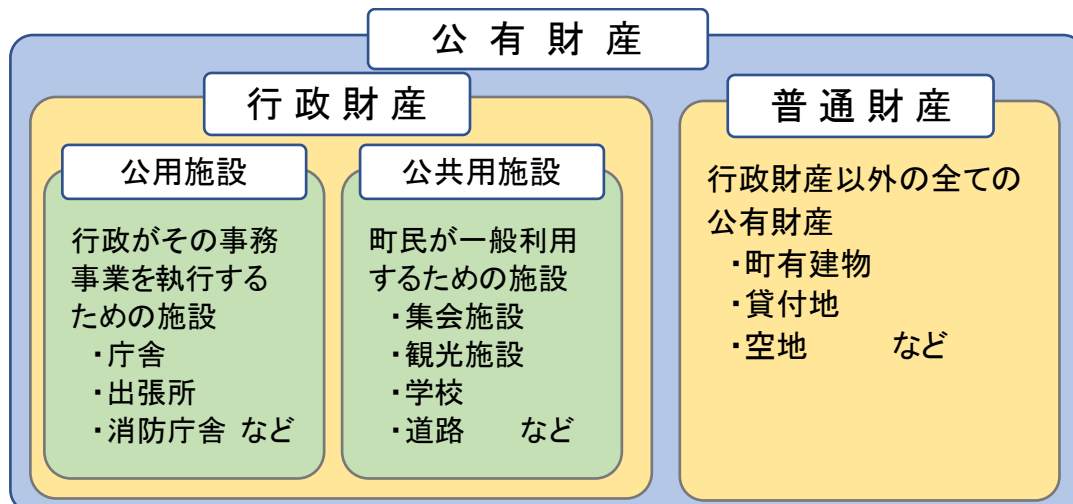 公有財産
行政財産
公用施設
行政がその事務
事業を執行する
ための施設
・庁舎
・出張所
・消防庁舎 など
公共用施設
町民が一般利用
するための施設
・集会施設
・観光施設
・学校
・道路 など
普通財産
行政財産以外の全ての
公有財産
・町有建物
・貸付地
・空地 など